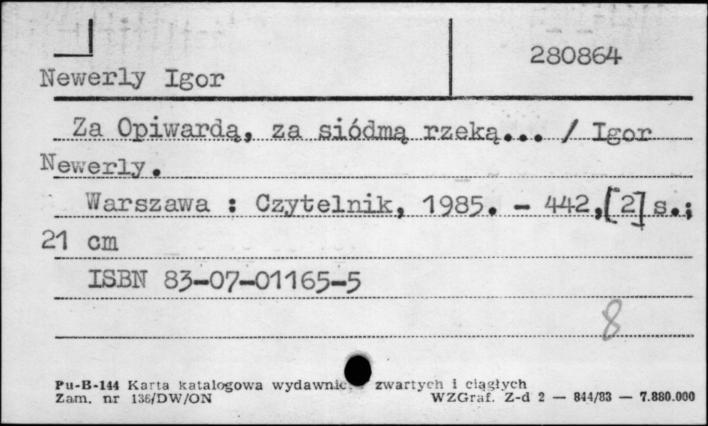 280864
Newerly Igor
Za Opiwardą, za siódmą rzeką... / Igor
Newerly.
Warszawa : Czytelnik, 1985. - 442,[2] s.;
21 cm
ISBN 83-07-01165-5
8
Pu-B-144 Karta katalogowa wydawnic zwartych i ciągłych
Zam. nr 136/DW/ON WZGraf. Z-d 2 — 844/83 — 7.880.000